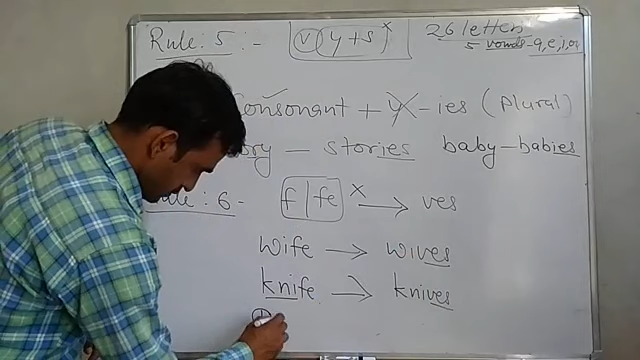 Rule: 5 :- (v) y+s x 26 letters
5 vowels - a, e, i, o, u
Consonant + y x - ies (plural)
ory - stories baby - babies
Rule : 6 - f | fe x → ves
Wife → wives
knife → knives